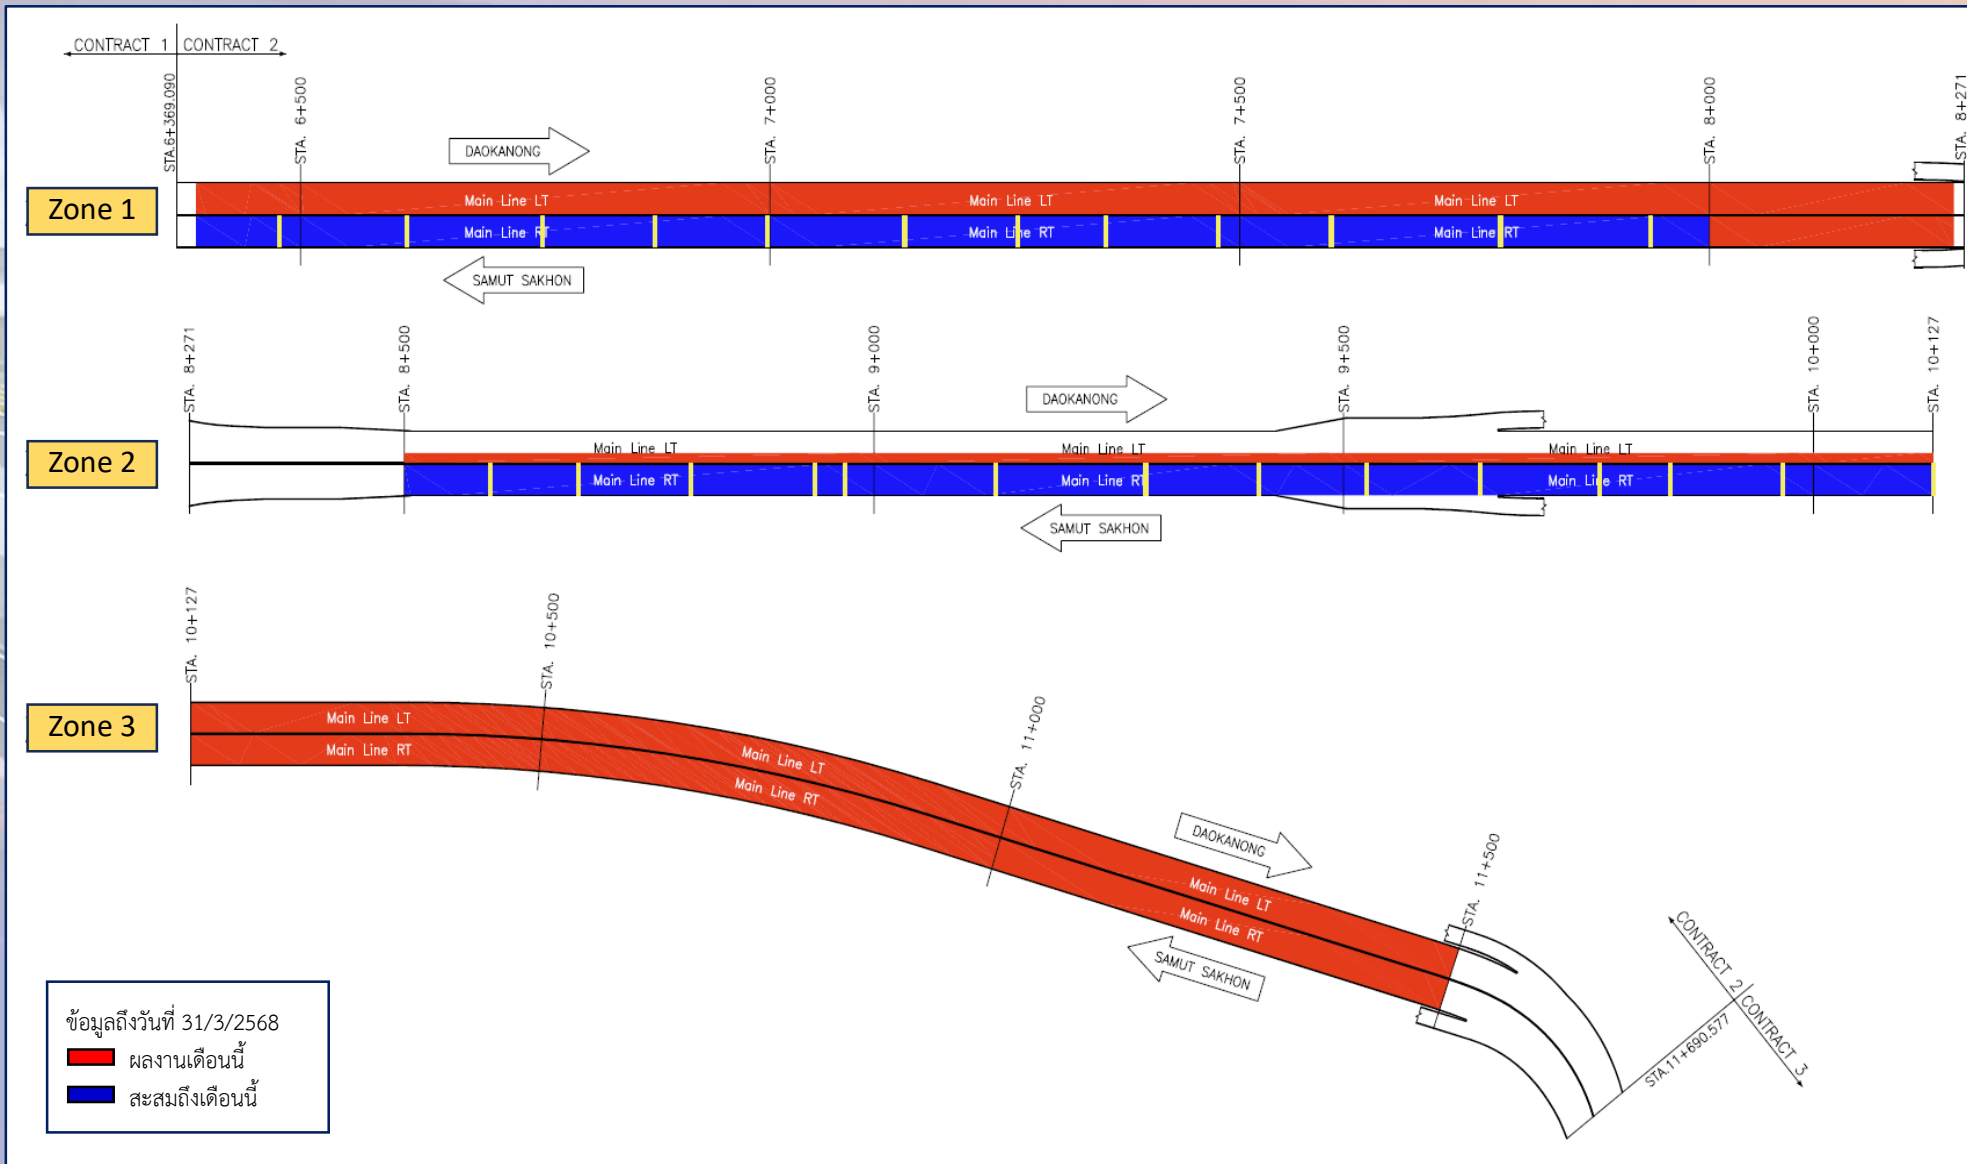 CONTRACT 1 CONTRACT 2
STA.6+369.090
STA. 6+500
STA. 7+000
STA. 7+500
STA. 8+000
STA. 8+271
DAOKANONG
Zone 1
Main Line LT
Main Line LT
Main Line LT
Main Line RT
Main Line RT
Main Line RT
SAMUT SAKHON
STA. 8+271
STA. 8+500
STA. 9+000
STA. 9+500
STA. 10+000
STA. 10+127
DAOKANONG
Zone 2
Main Line LT
Main Line LT
Main Line LT
Main Line RT
Main Line RT
Main Line RT
SAMUT SAKHON
STA. 10+127
STA. 10+500
STA. 11+000
STA. 11+500
Zone 3
Main Line LT
Main Line RT
Main Line LT
Main Line RT
DAOKANONG
Main Line LT
Main Line RT
SAMUT SAKHON
CONTRACT 2
CONTRACT 3
STA.11+690.577
ข้อมูลถึงวันที่ 31/3/2568
ผลงานเดือนนี้
สะสมถึงเดือนนี้